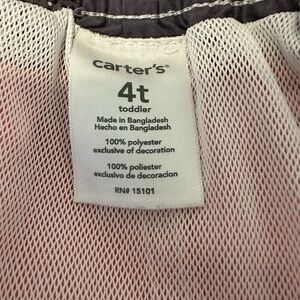 carter's®
4t
toddler
Made in Bangladesh
Hecho en Bangladesh
100% polyester
exclusive of decoration
100% poliester
exclusivo de decoracion
RN# 15101